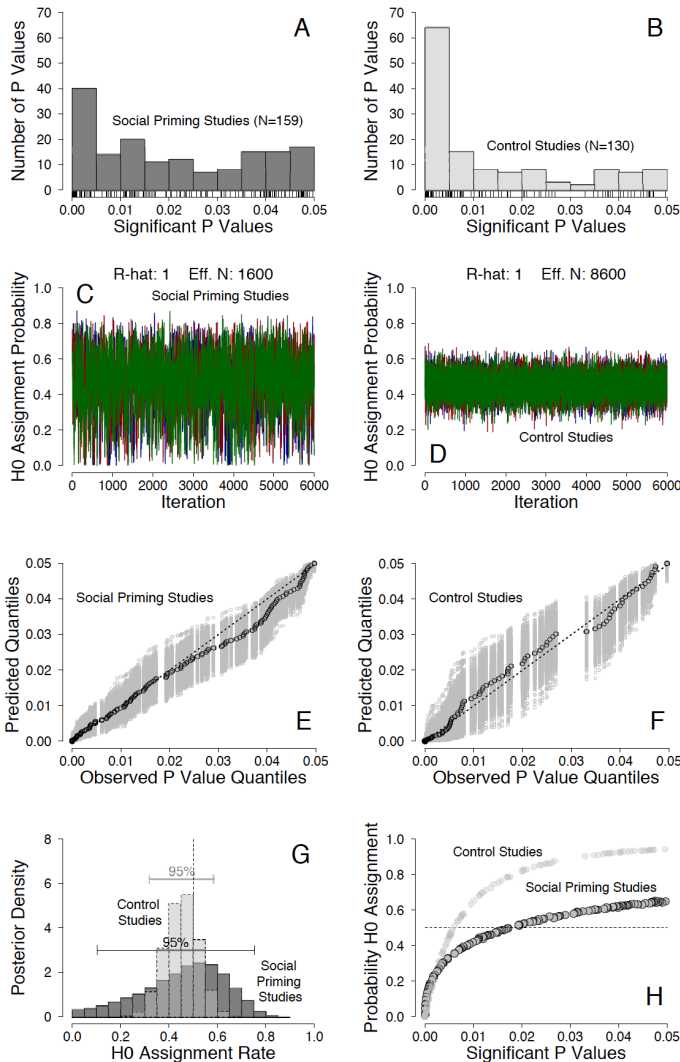 A
Number of P Values
70
60
50
40
30
20
10
0
Social Priming Studies (N=159)
0.00 0.01 0.02 0.03 0.04 0.05
Significant P Values
B
Number of P Values
70
60
50
40
30
20
10
0
Control Studies (N=130)
0.00 0.01 0.02 0.03 0.04 0.05
Significant P Values
R-hat: 1 Eff. N: 1600
C
Social Priming Studies
H0 Assignment Probability
1.0
0.8
0.6
0.4
0.2
0.0
0 1000 2000 3000 4000 5000 6000
Iteration
R-hat: 1 Eff. N: 8600
H0 Assignment Probability
1.0
0.8
0.6
0.4
0.2
0.0
Control Studies
D
0 1000 2000 3000 4000 5000 6000
Iteration
Predicted Quantiles
0.05
0.04
0.03
0.02
0.01
0.00
Social Priming Studies
E
0.00 0.01 0.02 0.03 0.04 0.05
Observed P Value Quantiles
Predicted Quantiles
0.05
0.04
0.03
0.02
0.01
0.00
Control Studies
F
0.00 0.01 0.02 0.03 0.04 0.05
Observed P Value Quantiles
G
Posterior Density
8
6
4
2
0
95%
Control
Studies
95%
Social
Priming
Studies
0.0 0.2 0.4 0.6 0.8 1.0
H0 Assignment Rate
Probability H0 Assignment
1.0
0.8
0.6
0.4
0.2
0.0
Control Studies
Social Priming Studies
H
0.00 0.01 0.02 0.03 0.04 0.05
Significant P Values